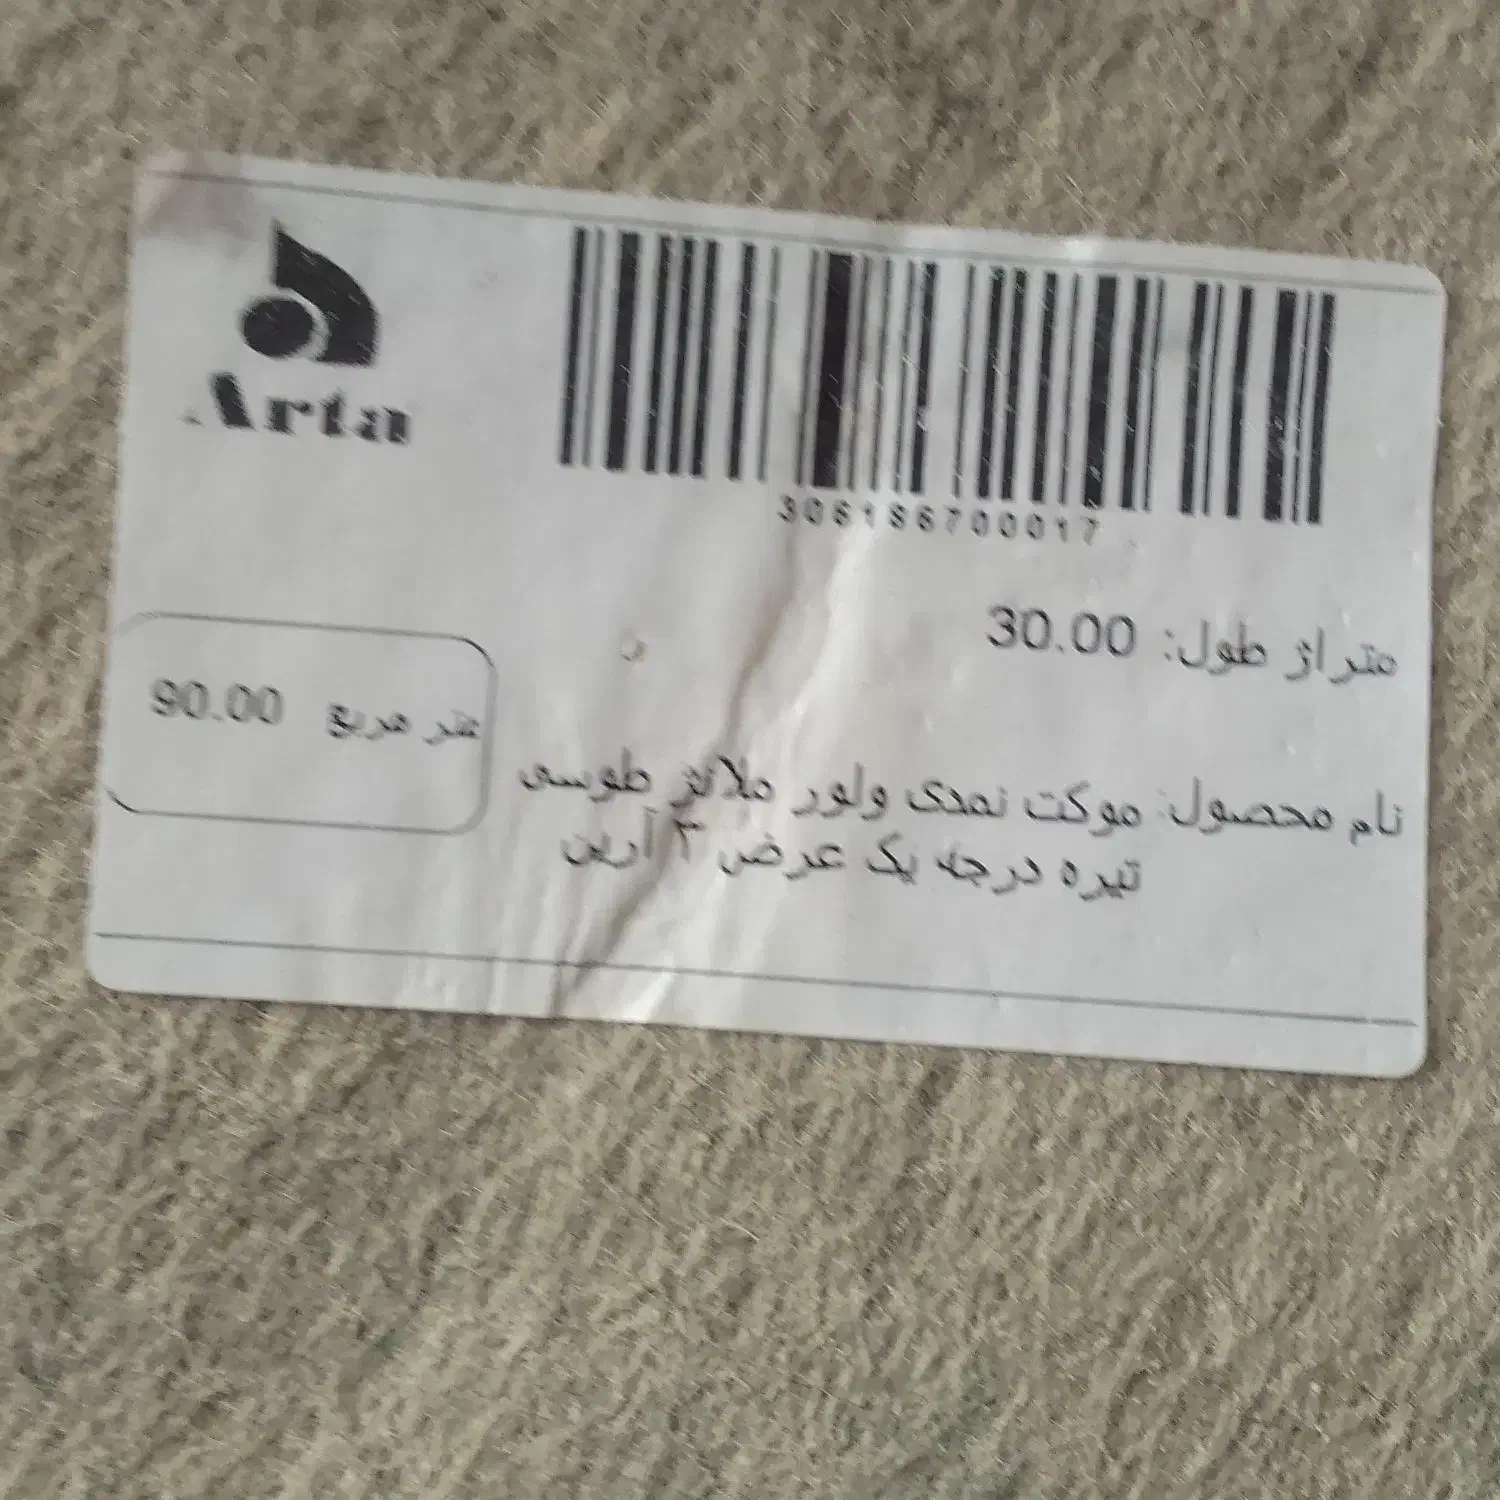 Arta
306186700017
متراژ طول: 30.00
متر مربع 90.00
نام محصول: موکت نمدی ولور ملانژ طوسی
تیره درجه یک عرض ۳ آرین